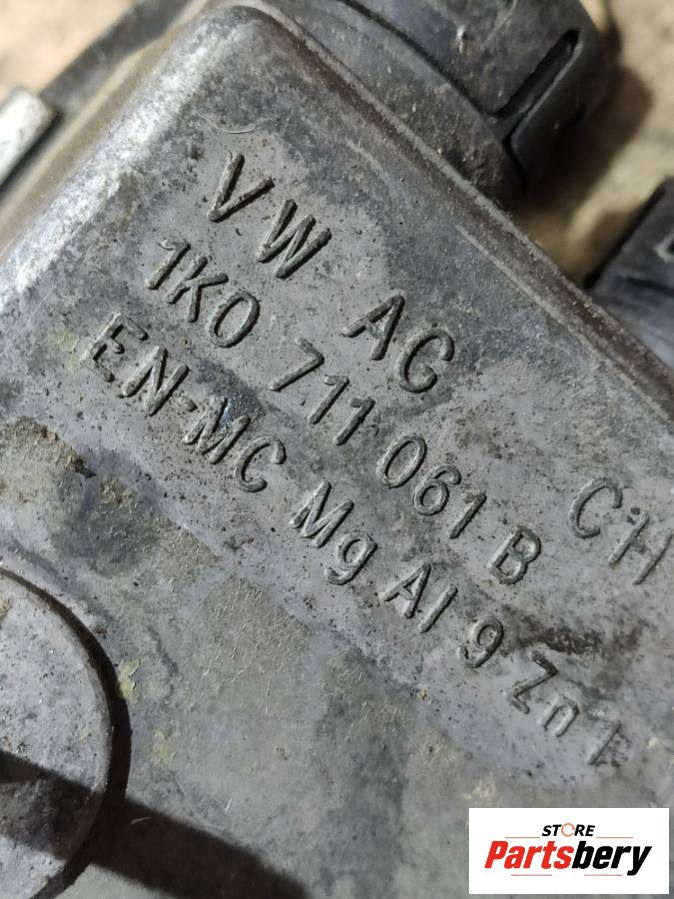 VW AG CH
1K0 711 061 B
EN-MC Mg Al 9 Zn 1
STORE
Partsbery